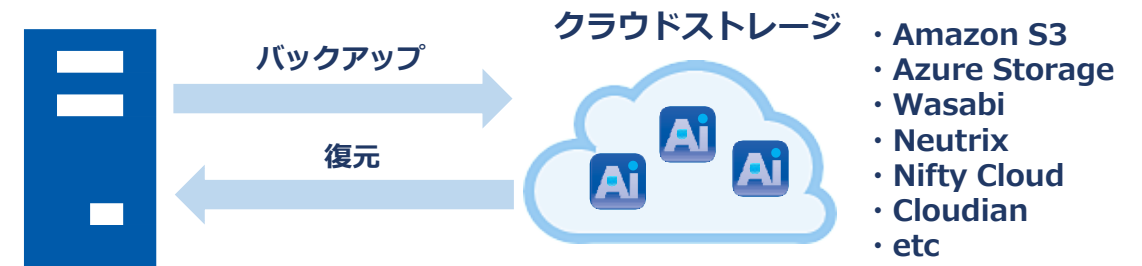 クラウドストレージ
バックアップ
復元
Ai
Ai
Ai
・Amazon S3
・Azure Storage
・Wasabi
・Neutrix
・Nifty Cloud
・Cloudian
・etc